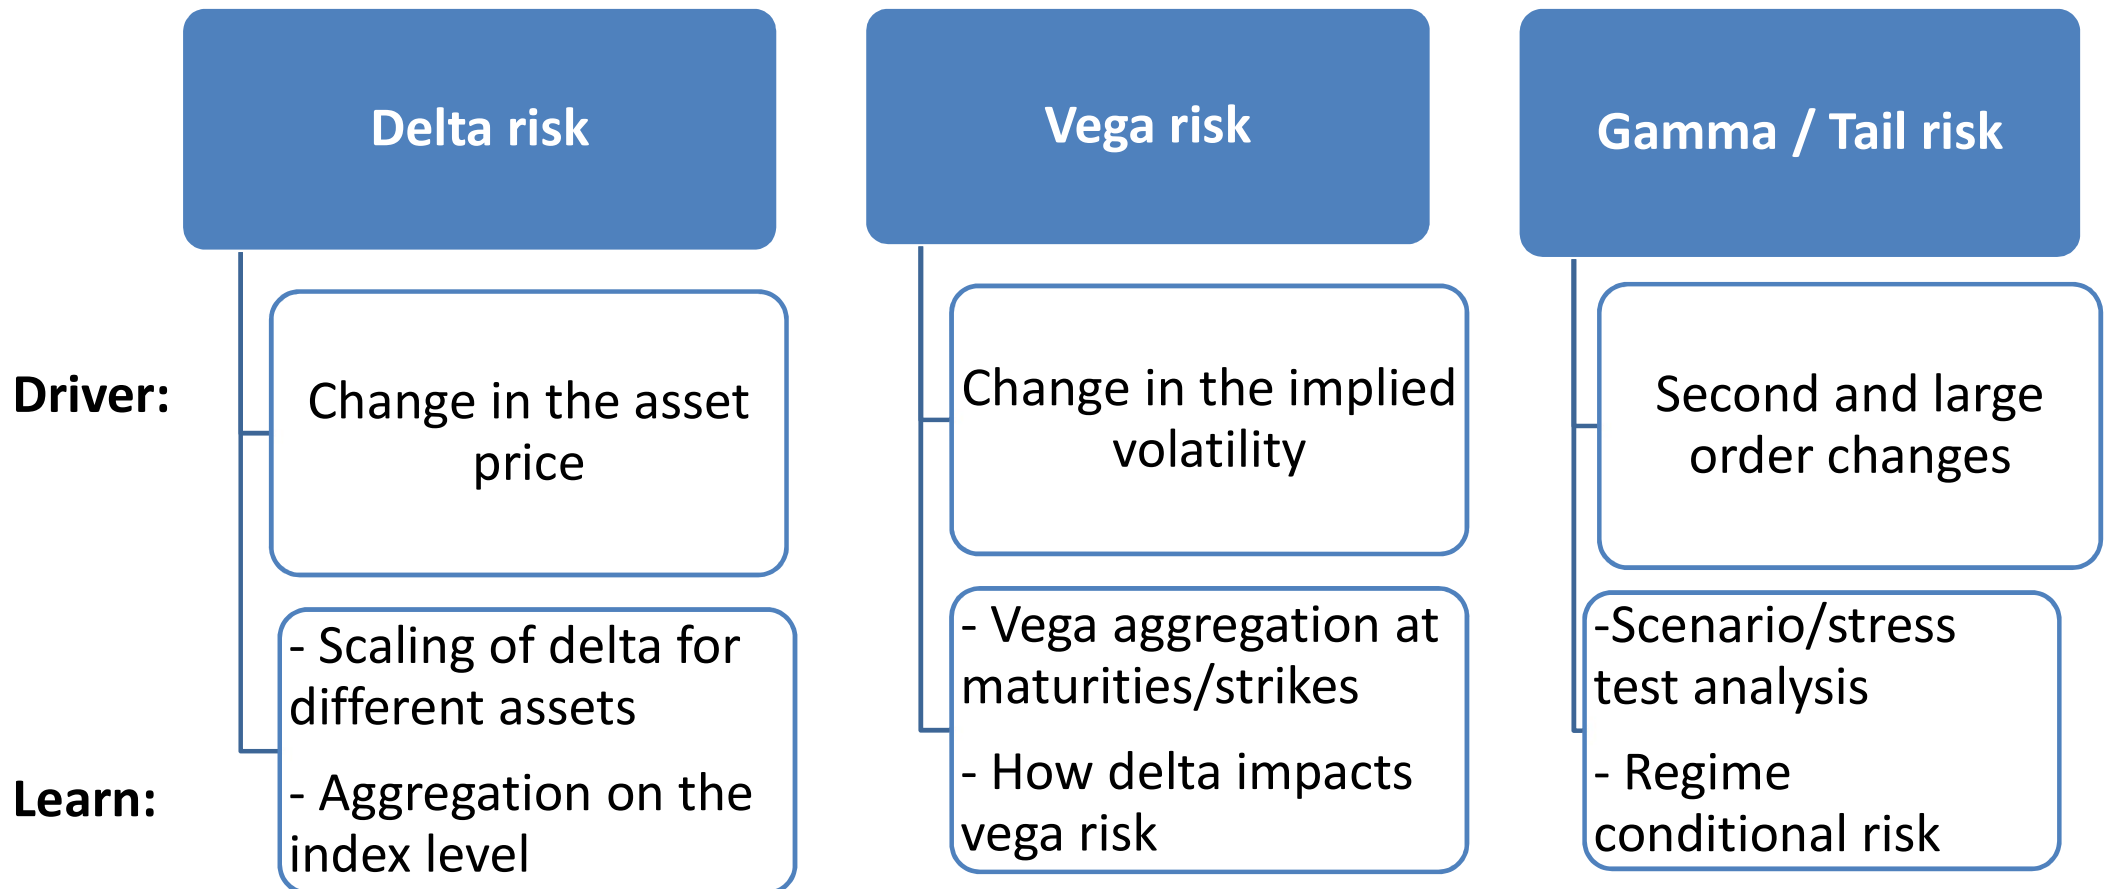 Delta risk
Vega risk
Gamma / Tail risk
Driver:
Change in the asset
price
Change in the implied
volatility
Second and large
order changes
Learn:
- Scaling of delta for
different assets
- Aggregation on the
index level
- Vega aggregation at
maturities/strikes
- How delta impacts
vega risk
-Scenario/stress
test analysis
- Regime
conditional risk